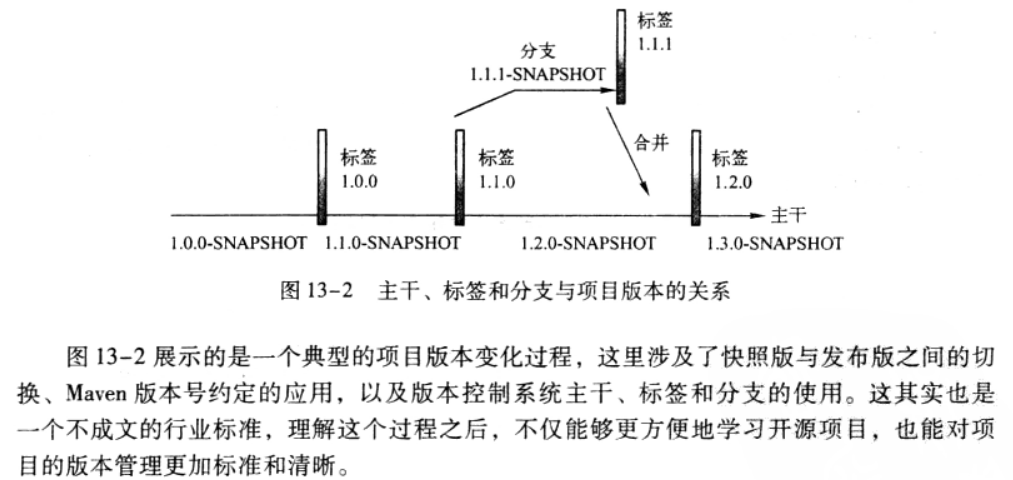 标签
1.1.1
分支
1.1.1-SNAPSHOT
合并
标签
1.0.0
标签
1.1.0
标签
1.2.0
主干
1.0.0-SNAPSHOT 1.1.0-SNAPSHOT 1.2.0-SNAPSHOT 1.3.0-SNAPSHOT
图 13-2 主干、标签和分支与项目版本的关系
图 13-2 展示的是一个典型的项目版本变化过程，这里涉及了快照版与发布版之间的切
换、Maven 版本号约定的应用，以及版本控制系统主干、标签和分支的使用。这其实也是
一个不成文的行业标准，理解这个过程之后，不仅能够更方便地学习开源项目，也能对项
目的版本管理更加标准和清晰。